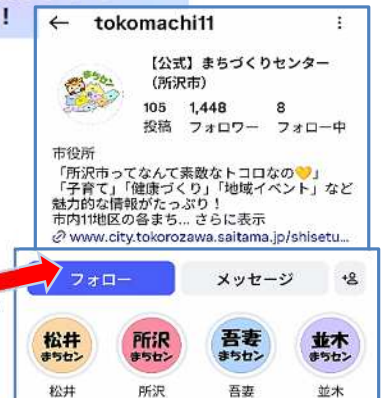 !
← tokomachi11
まちセン
【公式】まちづくりセンター
（所沢市）
105 1,448 8
投稿 フォロワー フォロー中
市役所
「所沢市ってなんて素敵なトコロなの💛」
「子育て」「健康づくり」「地域イベント」など
魅力的な情報がたっぷり！
市内11地区の各まち... さらに表示
www.city.tokorozawa.saitama.jp/shisetu...
フォロー メッセージ
松井 所沢 吾妻 並木
まちセン まちセン まちセン まちセン
松井 所沢 吾妻 並木